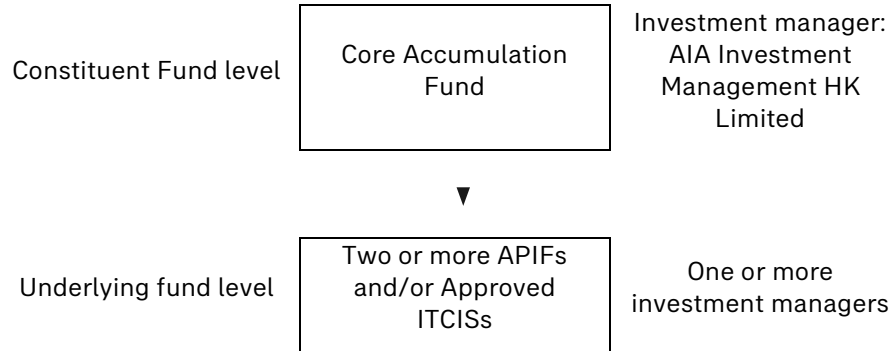 Constituent Fund level
Core Accumulation
Fund
Investment manager:
AIA Investment
Management HK
Limited
Underlying fund level
Two or more APIFs
and/or Approved
ITCISs
One or more
investment managers